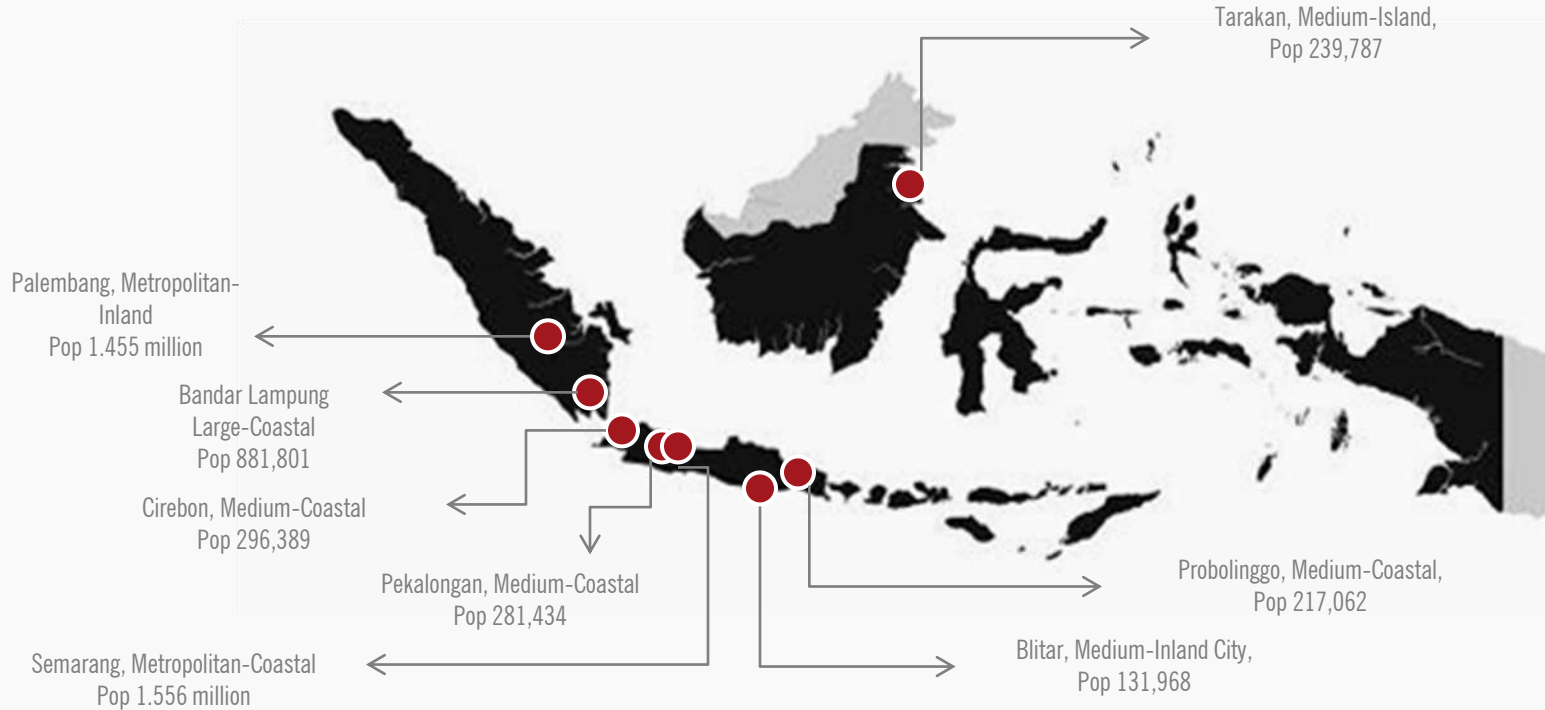 Tarakan, Medium-Island,
Pop 239,787
Palembang, Metropolitan-
Inland
Pop 1.455 million
Bandar Lampung
Large-Coastal
Pop 881,801
Cirebon, Medium-Coastal
Pop 296,389
Pekalongan, Medium-Coastal
Pop 281,434
Probolinggo, Medium-Coastal,
Pop 217,062
Semarang, Metropolitan-Coastal
Pop 1.556 million
Blitar, Medium-Inland City,
Pop 131,968